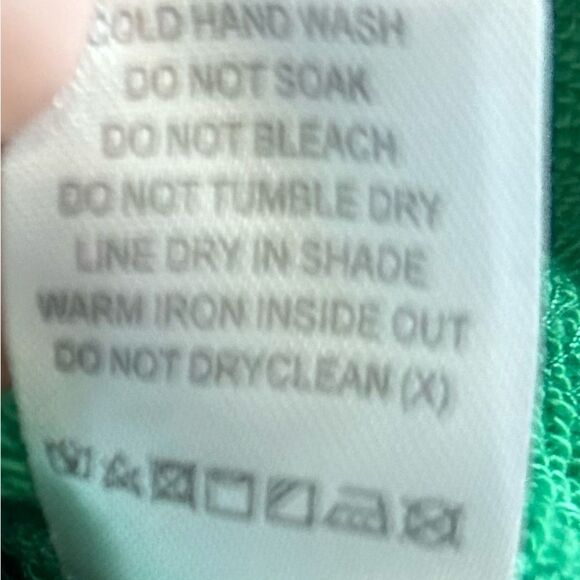 COLD HAND WASH
DO NOT SOAK
DO NOT BLEACH
DO NOT TUMBLE DRY
LINE DRY IN SHADE
WARM IRON INSIDE OUT
DO NOT DRYCLEAN (X)